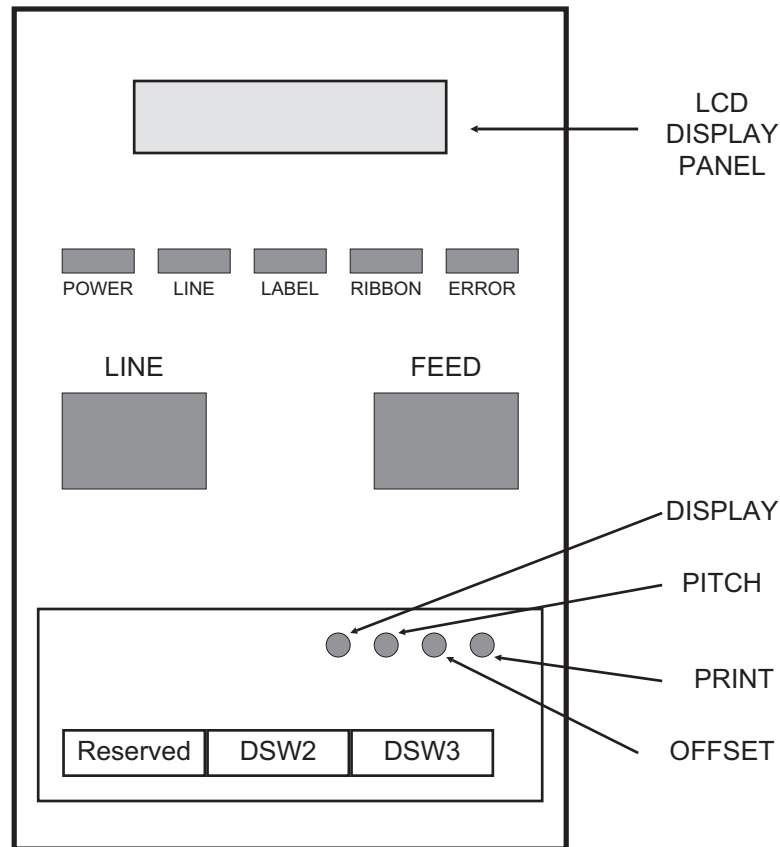 LCD
DISPLAY
PANEL
POWER LINE LABEL RIBBON ERROR
LINE FEED
DISPLAY
PITCH
PRINT
OFFSET
Reserved DSW2 DSW3